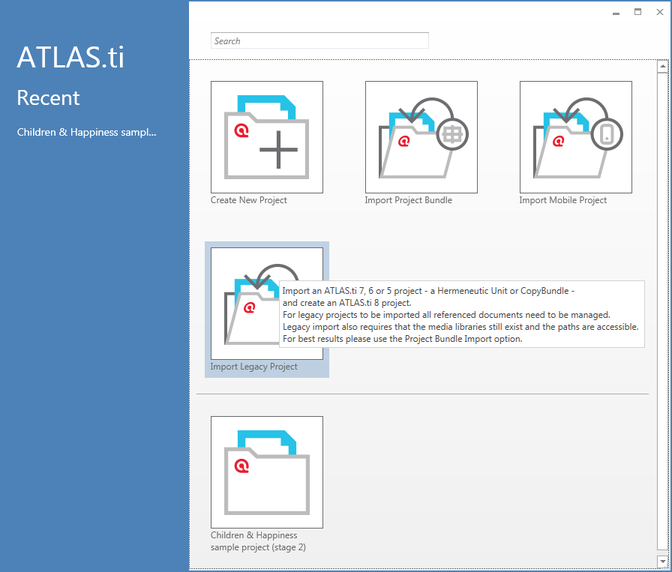 ATLAS.ti
Recent
Children & Happiness sampl...
Search
Create New Project
Import Project Bundle
Import Mobile Project
Import an ATLAS.ti 7, 6 or 5 project - a Hermeneutic Unit or CopyBundle -
and create an ATLAS.ti 8 project.
For legacy projects to be imported all referenced documents need to be managed.
Legacy import also requires that the media libraries still exist and the paths are accessible.
For best results please use the Project Bundle Import option.
Import Legacy Project
Children & Happiness
sample project (stage 2)